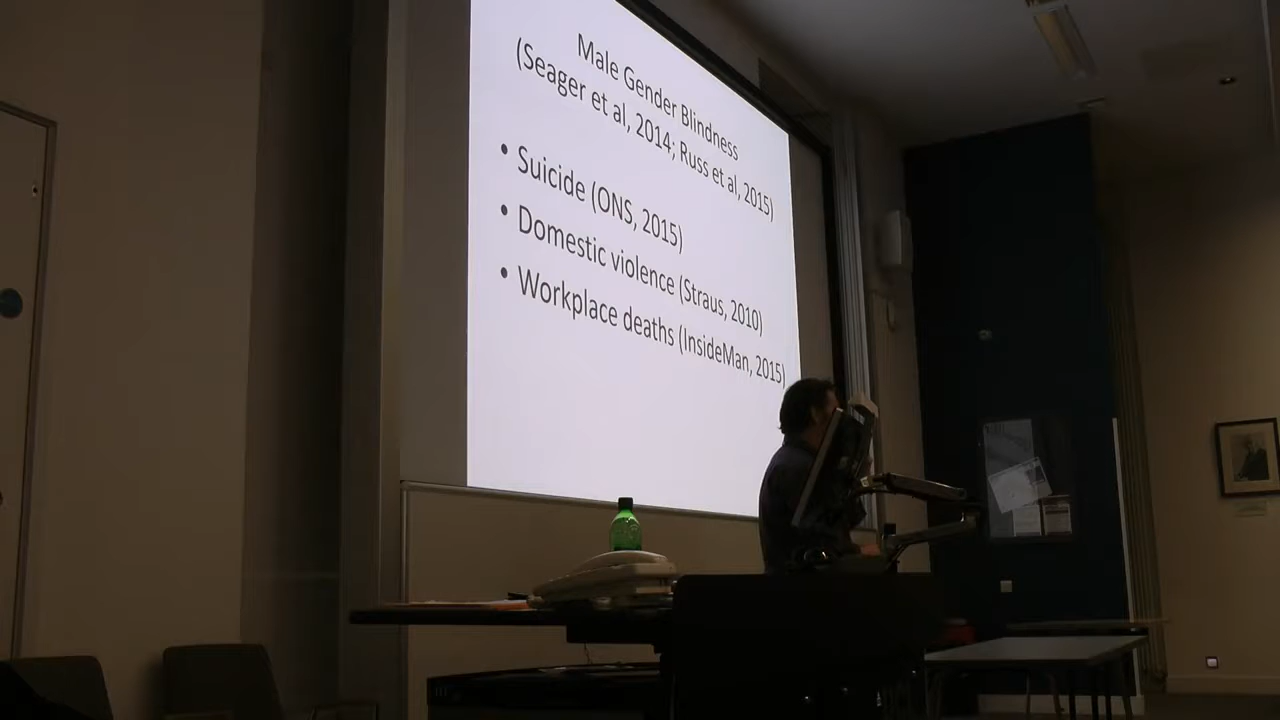 Male Gender Blindness
(Seager et al, 2014; Russ et al, 2015)
• Suicide (ONS, 2015)
• Domestic violence (Straus, 2010)
• Workplace deaths (InsideMan, 2015)